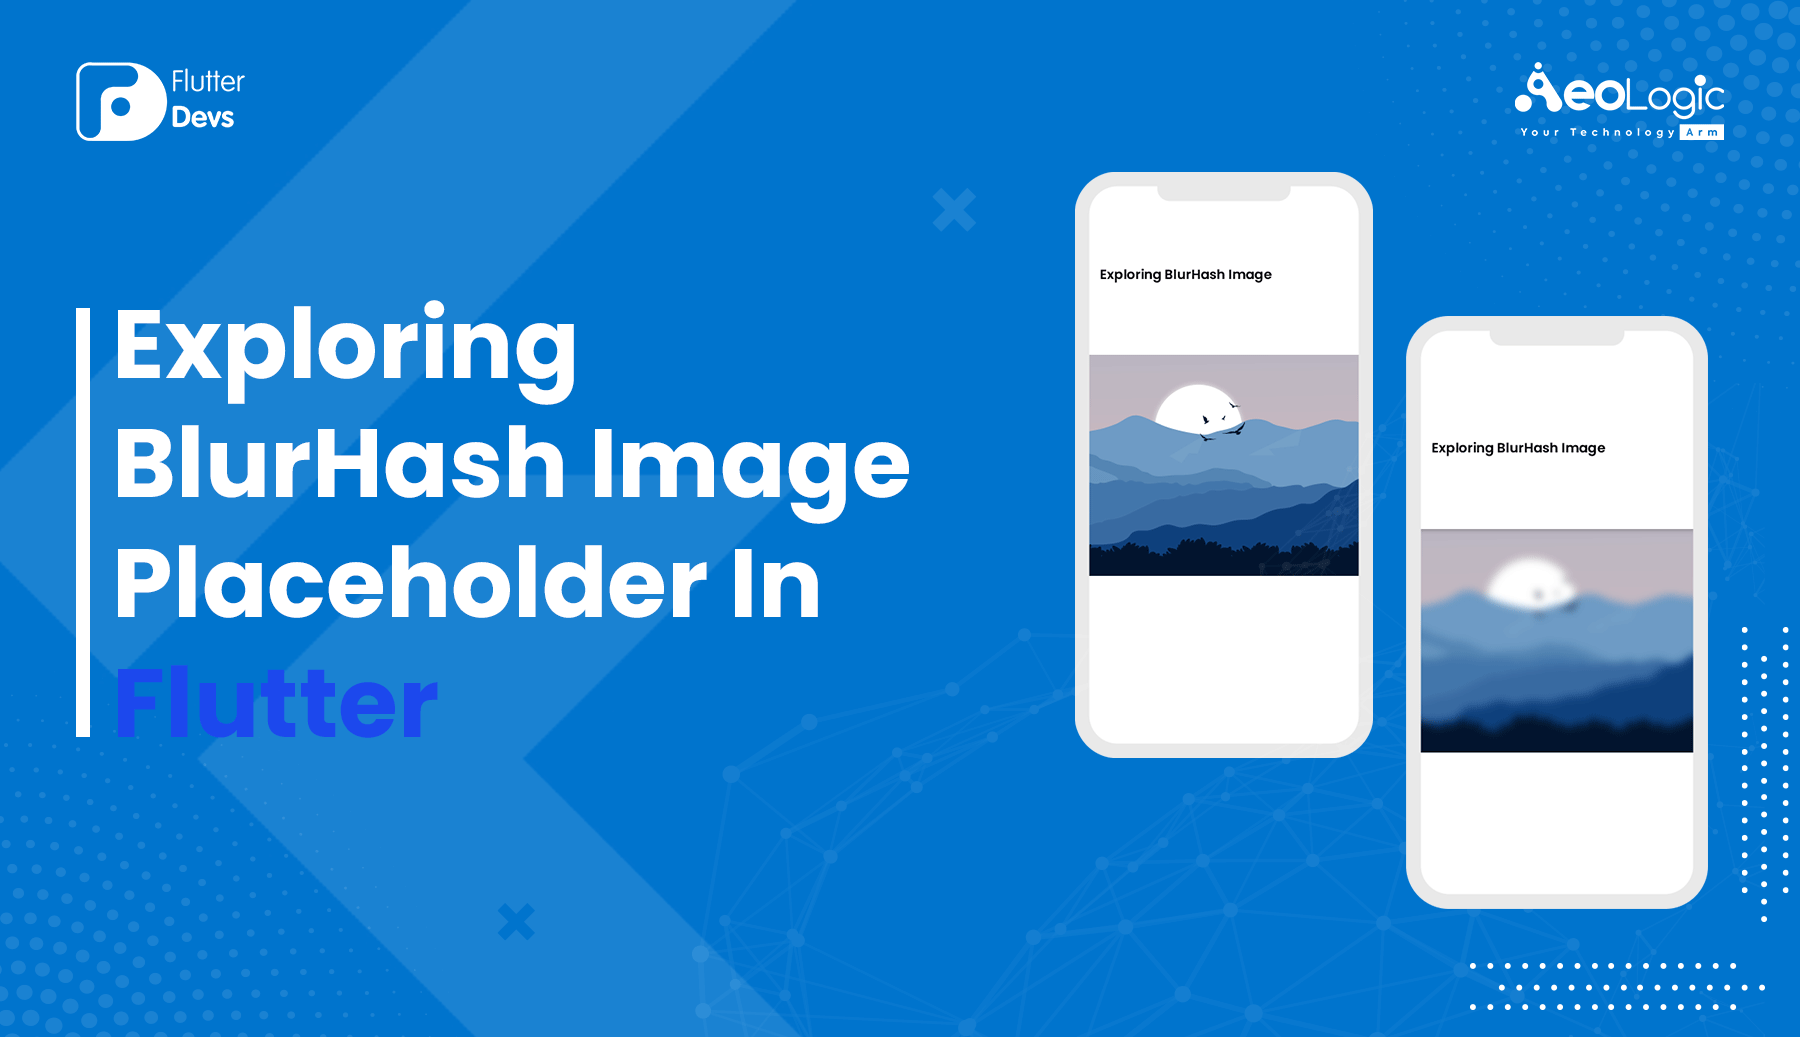 Flutter
Devs
AeoLogic
Your Technology Arm
Exploring
BlurHash Image
Placeholder In
Flutter
Exploring BlurHash Image
Exploring BlurHash Image